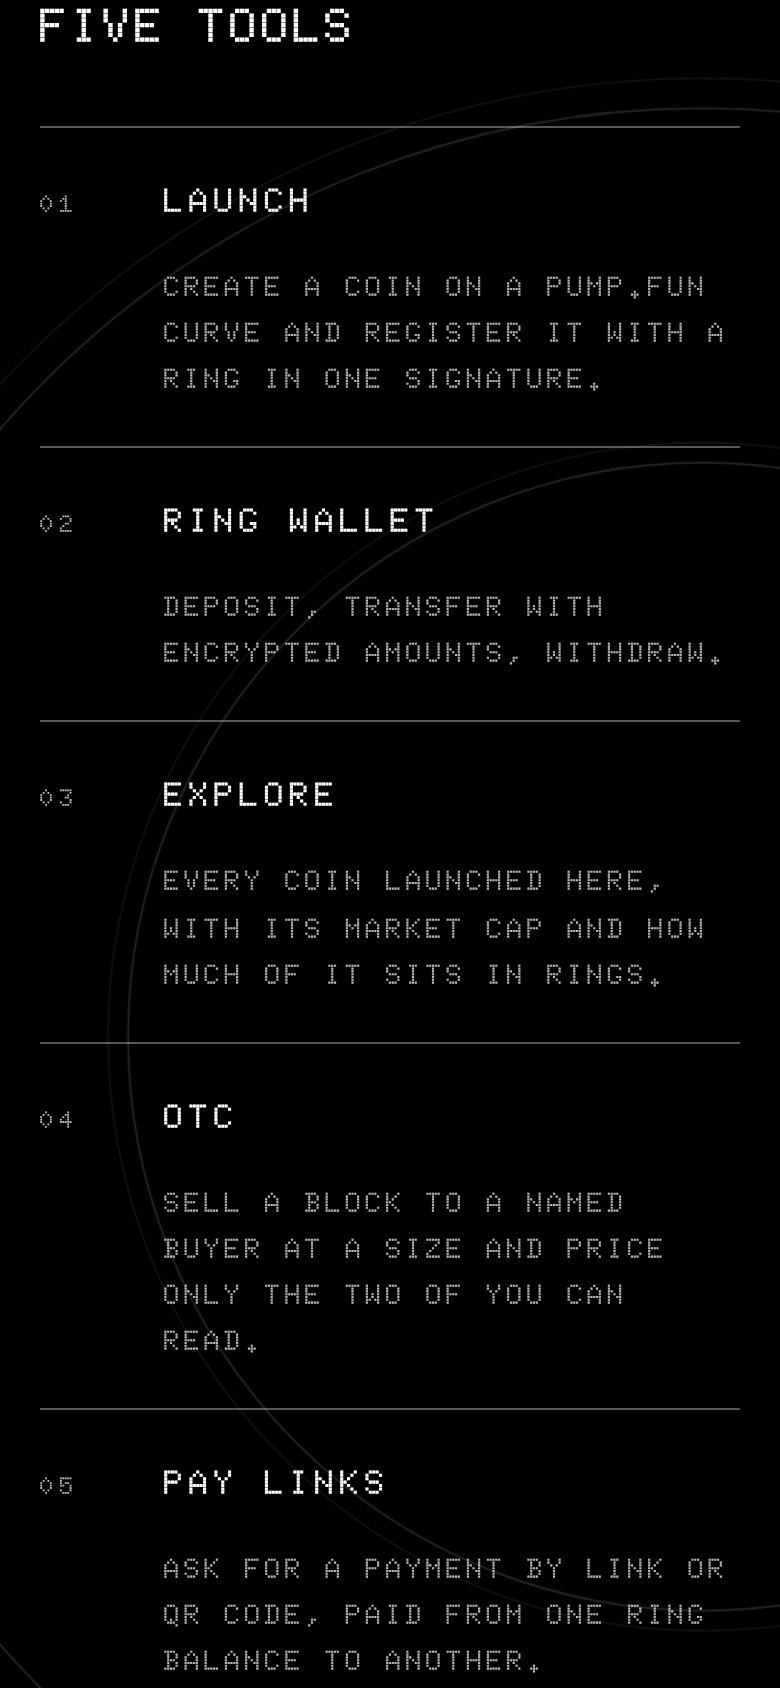 FIVE TOOLS
01
LAUNCH
CREATE A COIN ON A PUMP.FUN
CURVE AND REGISTER IT WITH A
RING IN ONE SIGNATURE.
02
RING WALLET
DEPOSIT, TRANSFER WITH
ENCRYPTED AMOUNTS, WITHDRAW.
03
EXPLORE
EVERY COIN LAUNCHED HERE,
WITH ITS MARKET CAP AND HOW
MUCH OF IT SITS IN RINGS.
04
OTC
SELL A BLOCK TO A NAMED
BUYER AT A SIZE AND PRICE
ONLY THE TWO OF YOU CAN
READ.
05
PAY LINKS
ASK FOR A PAYMENT BY LINK OR
QR CODE, PAID FROM ONE RING
BALANCE TO ANOTHER.